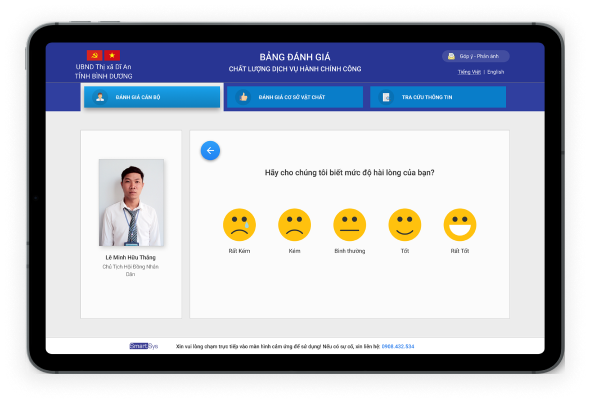 UBND Thị xã Dĩ An
TỈNH BÌNH DƯƠNG
BẢNG ĐÁNH GIÁ
CHẤT LƯỢNG DỊCH VỤ HÀNH CHÍNH CÔNG
Góp ý - Phản ánh
Tiếng Việt | English
ĐÁNH GIÁ CÁN BỘ
ĐÁNH GIÁ CƠ SỞ VẬT CHẤT
TRA CỨU THÔNG TIN
Hãy cho chúng tôi biết mức độ hài lòng của bạn?
Rất Kém
Kém
Bình thường
Tốt
Rất Tốt
Lê Minh Hữu Thắng
Chủ Tịch Hội Đồng Nhân
Dân
SmartSys
Xin vui lòng chạm trực tiếp vào màn hình cảm ứng để sử dụng! Nếu có sự cố, xin liên hệ: 0908.432.534